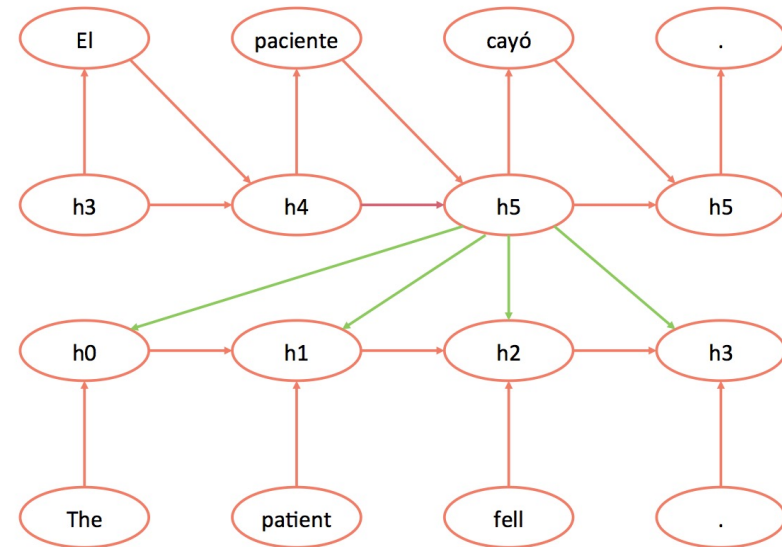 El paciente cayó .
h3 h4 h5 h5
h0 h1 h2 h3
The patient fell .